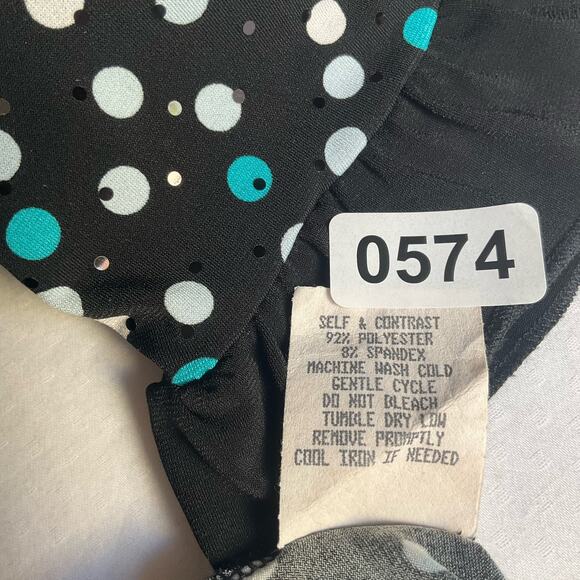 0574
SELF & CONTRAST
92% POLYESTER
8% SPANDEX
MACHINE WASH COLD
GENTLE CYCLE
DO NOT BLEACH
TUMBLE DRY LOW
REMOVE PROMPTLY
COOL IRON IF NEEDED